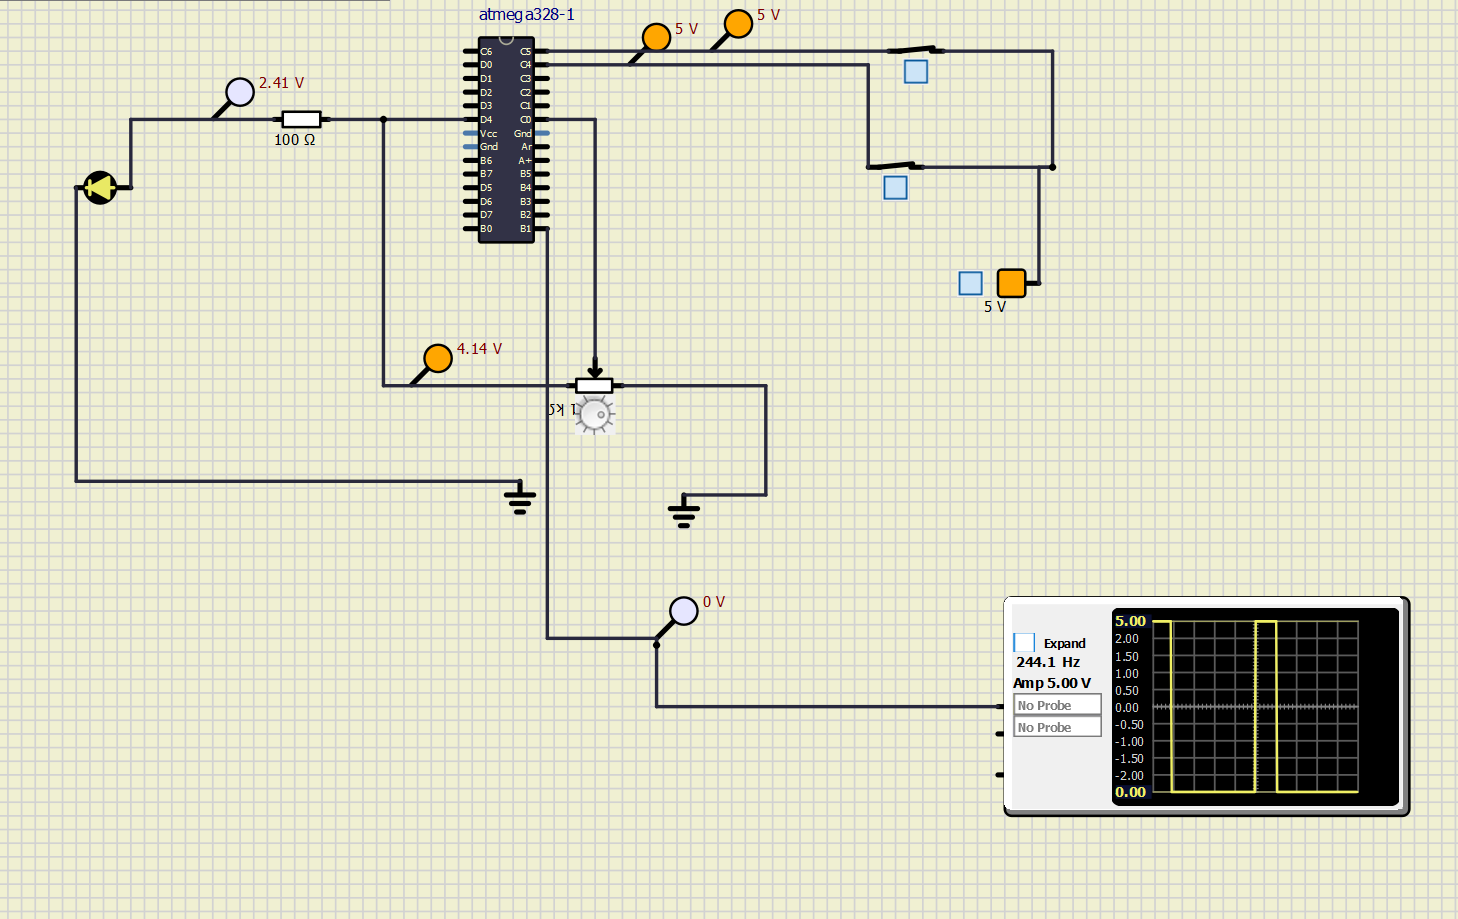 atmega328-1
5 V
5 V
2.41 V
100 Ω
C6 C5
D0 C4
D1 C3
D2 C2
D3 C1
D4 C0
Vcc Gnd
Gnd Ar
B6 A+
B7 B5
D5 B4
D6 B3
D7 B2
B0 B1
5 V
4.14 V
1 kΩ
0 V
Expand
244.1 Hz
Amp 5.00 V
No Probe
No Probe
5.00
2.00
1.50
1.00
0.50
0.00
-0.50
-1.00
-1.50
-2.00
0.00